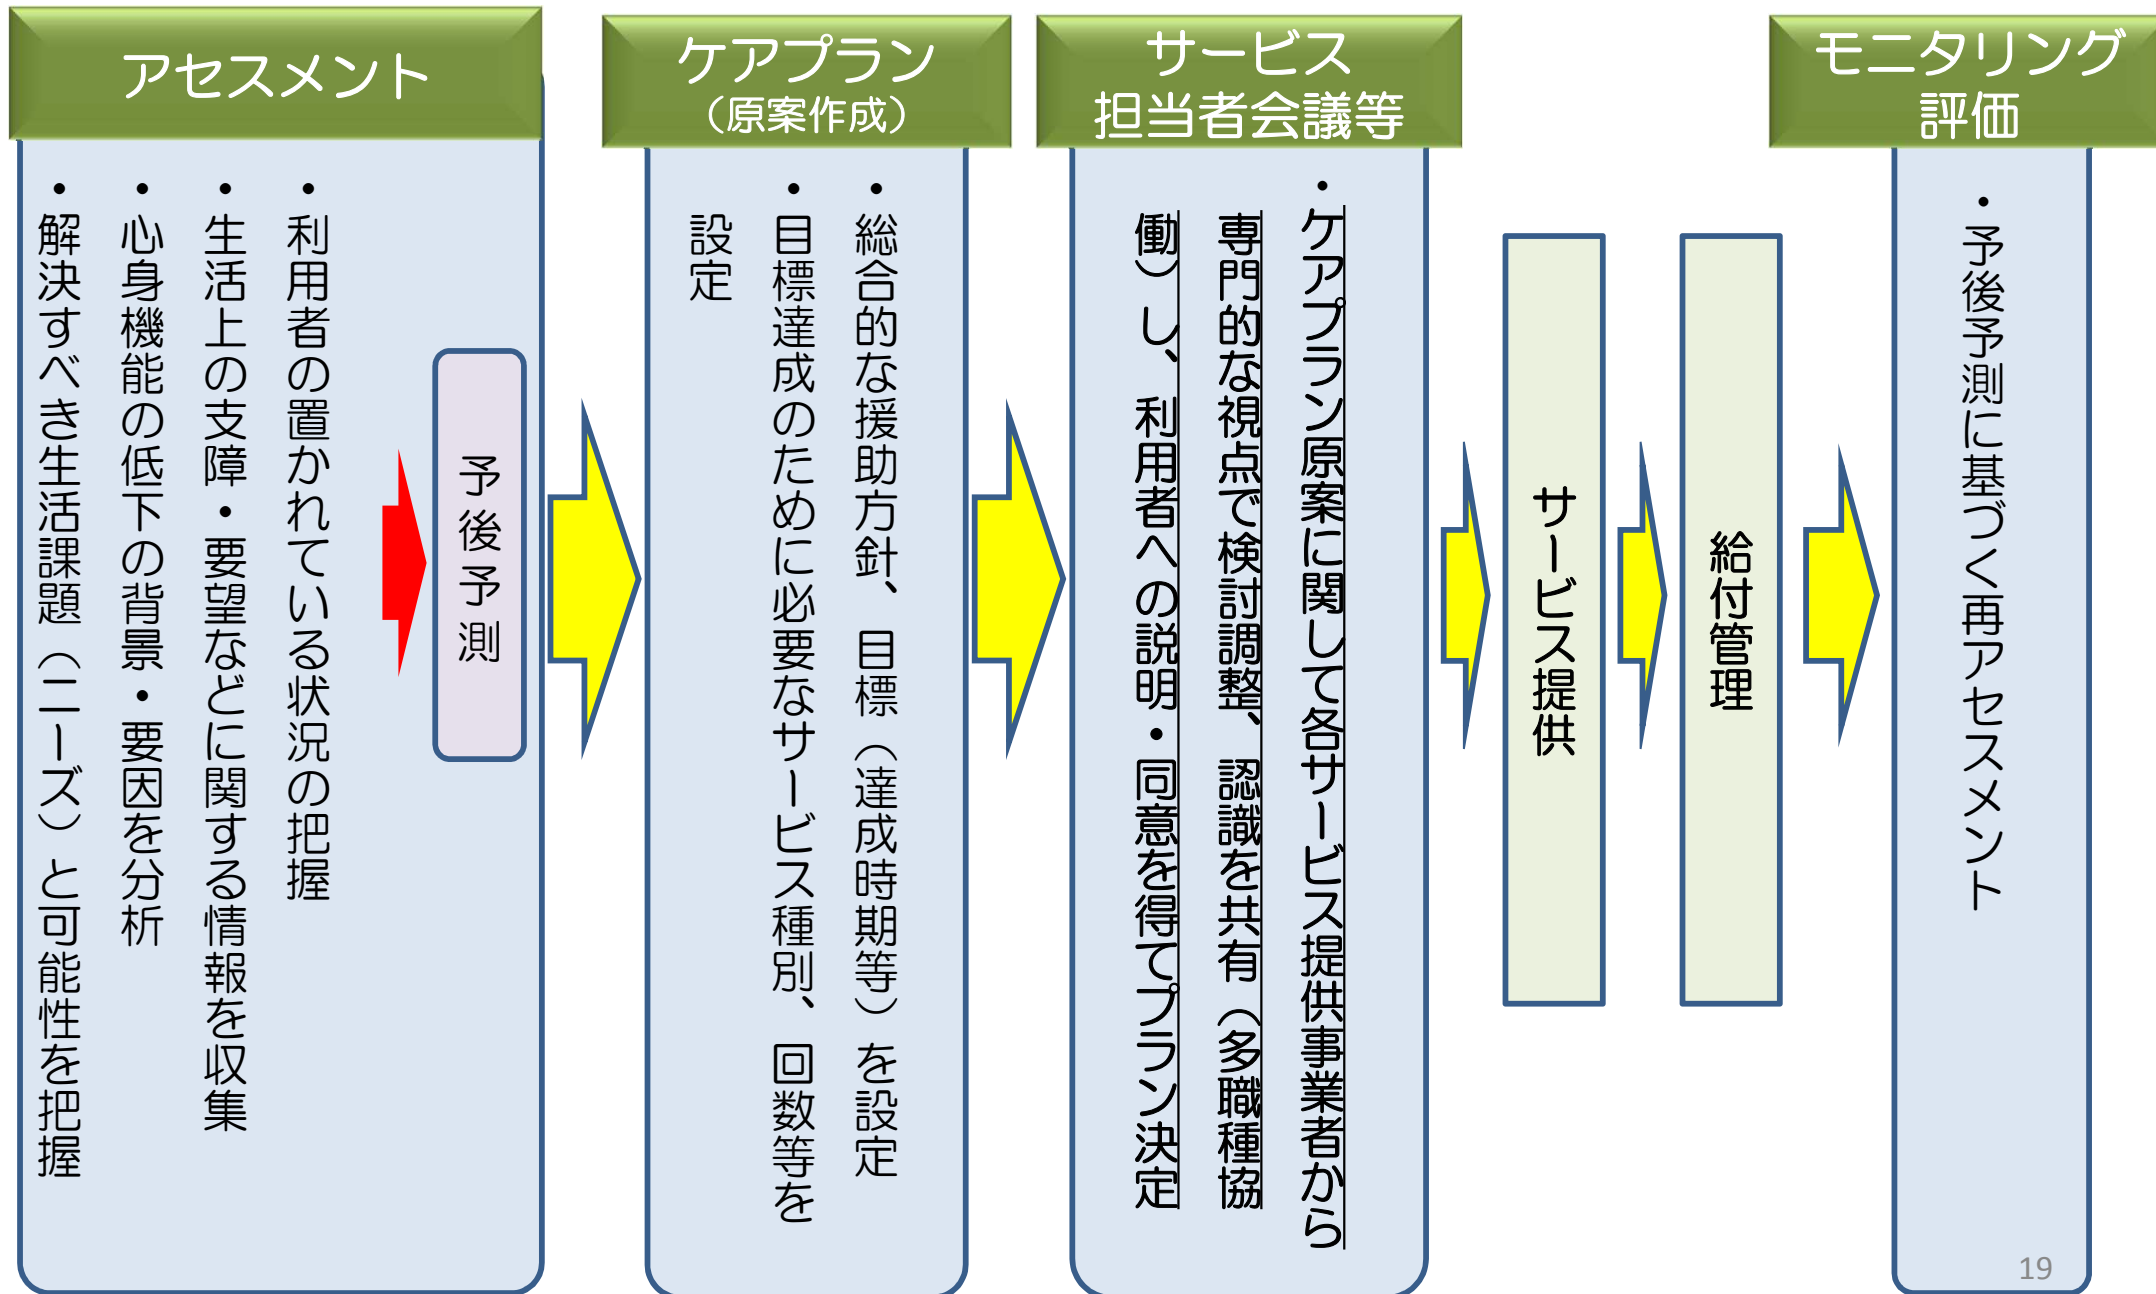 アセスメント
・利用者の置かれている状況の把握
・生活上の支障・要望などに関する情報を収集
・心身機能の低下の背景・要因を分析
・解決すべき生活課題（ニーズ）と可能性を把握
予後予測
ケアプラン
（原案作成）
・総合的な援助方針、目標（達成時期等）を設定
・目標達成のために必要なサービス種別、回数等を
設定
サービス
担当者会議等
・ケアプラン原案に関して各サービス提供事業者から
専門的な視点で検討調整、認識を共有（多職種協
働）し、利用者への説明・同意を得てプラン決定
サービス提供
給付管理
モニタリング
評価
・予後予測に基づく再アセスメント
19